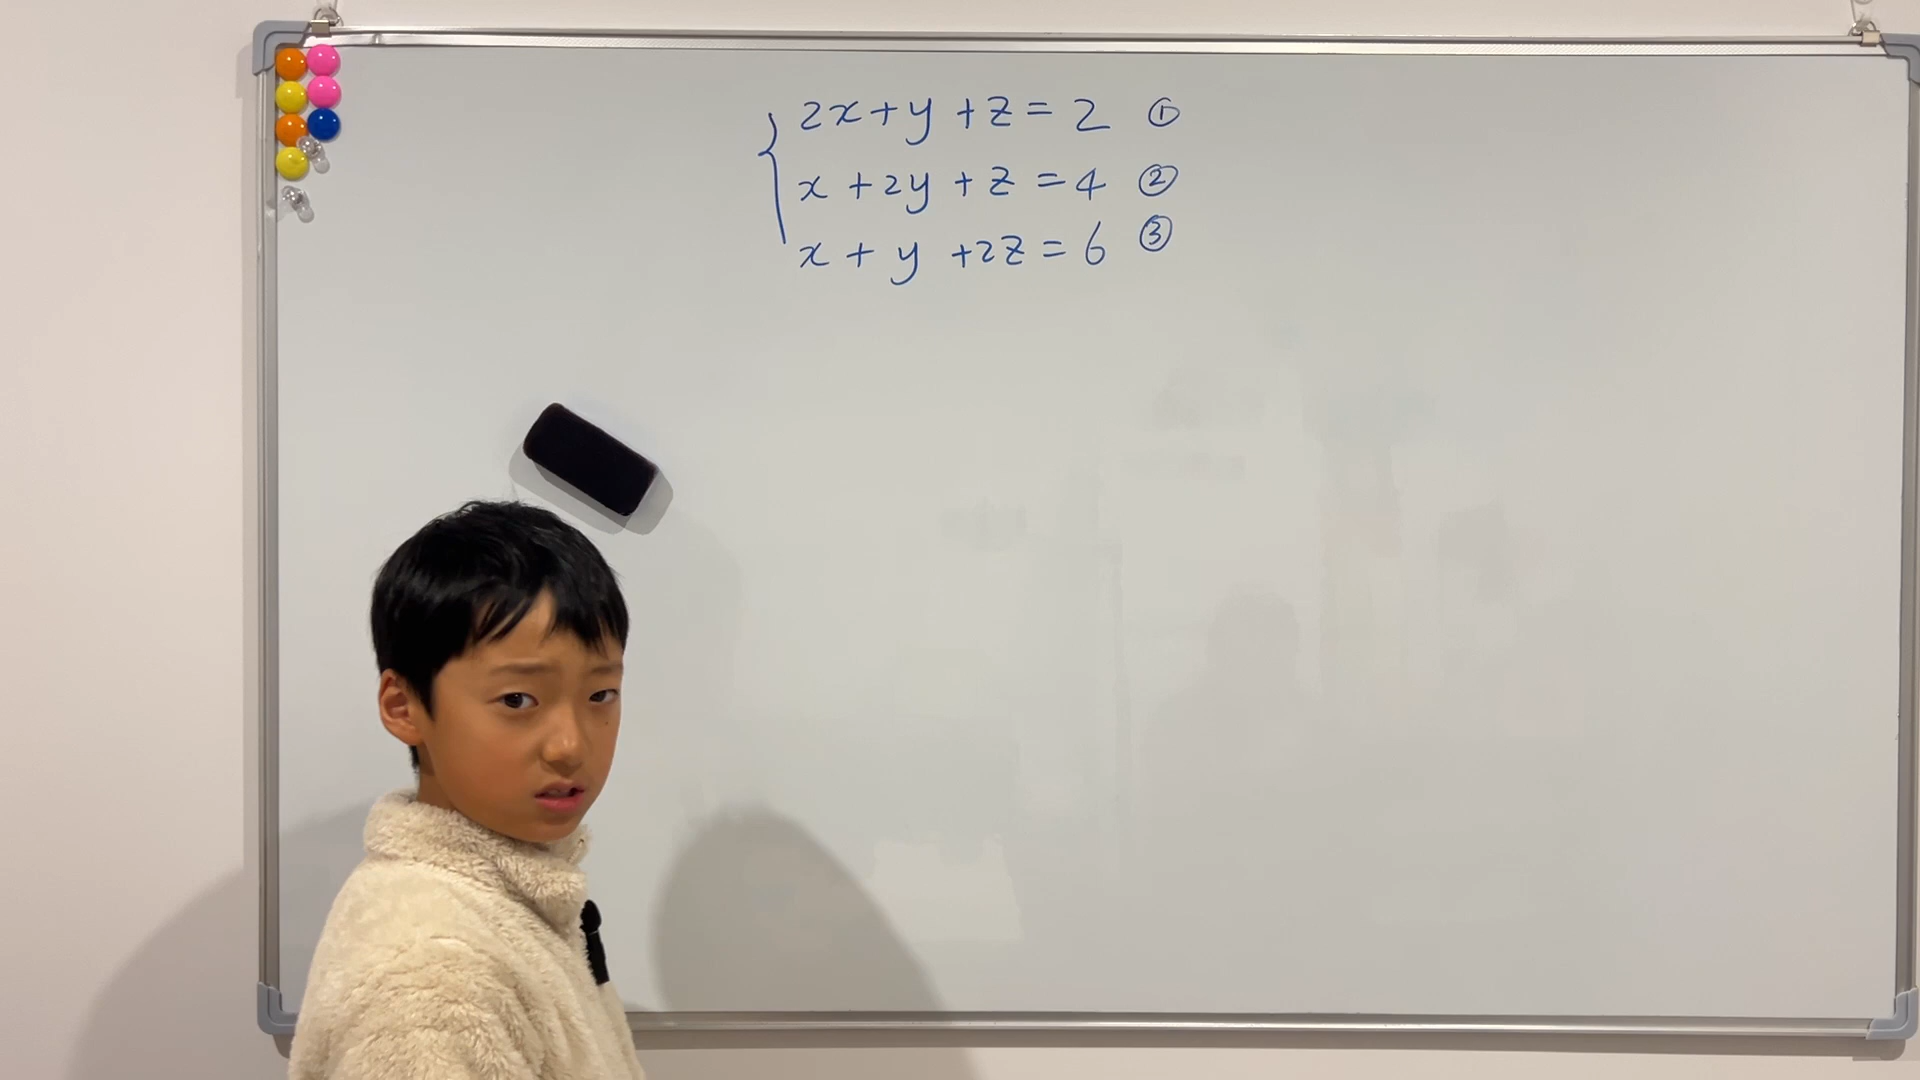 2x+y+z=2 ①
x+2y+z=4 ②
x+y+2z=6 ③